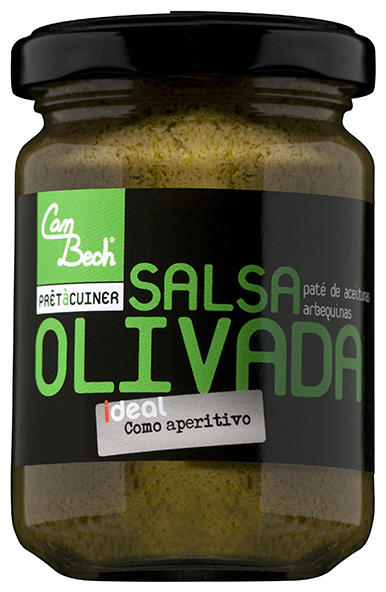 Can
Bech®
PRÊTÀCUINER
SALSA
paté de aceitunas
arbequinas
OLIVADA
ideal
Como aperitivo